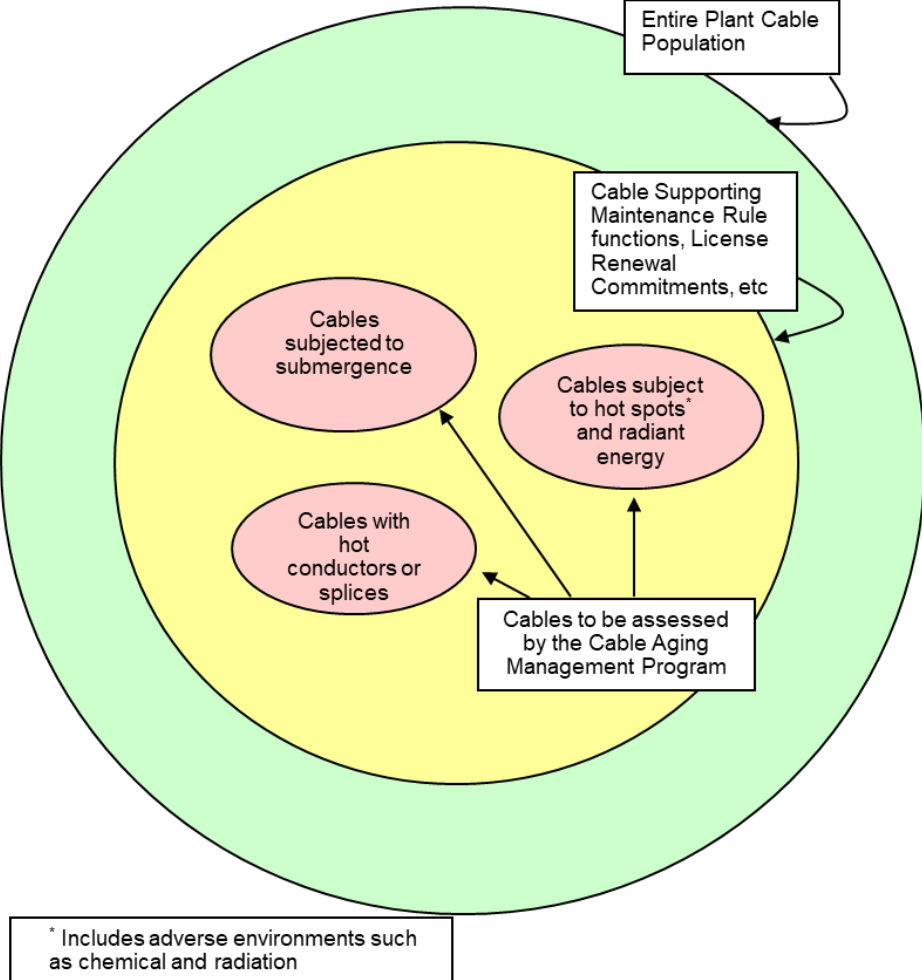 Entire Plant Cable
Population
Cable Supporting
Maintenance Rule
functions, License
Renewal
Commitments, etc
Cables
subjected to
submergence
Cables subject
to hot spots*
and radiant
energy
Cables with
hot
conductors or
splices
Cables to be assessed
by the Cable Aging
Management Program
* Includes adverse environments such
as chemical and radiation